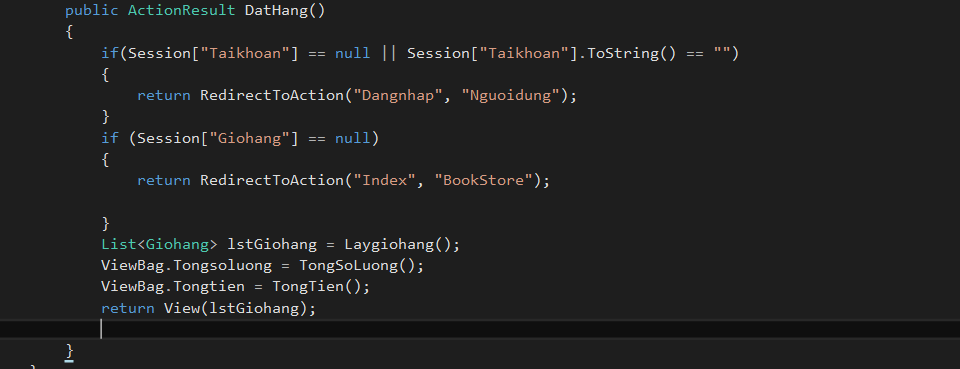 public ActionResult DatHang()
{
if(Session["Taikhoan"] == null || Session["Taikhoan"].ToString() == "")
{
return RedirectToAction("Dangnhap", "Nguoidung");
}
if (Session["Giohang"] == null)
{
return RedirectToAction("Index", "BookStore");
}
List<Giohang> lstGiohang = Laygiohang();
ViewBag.Tongsoluong = TongSoLuong();
ViewBag.Tongtien = TongTien();
return View(lstGiohang);
}